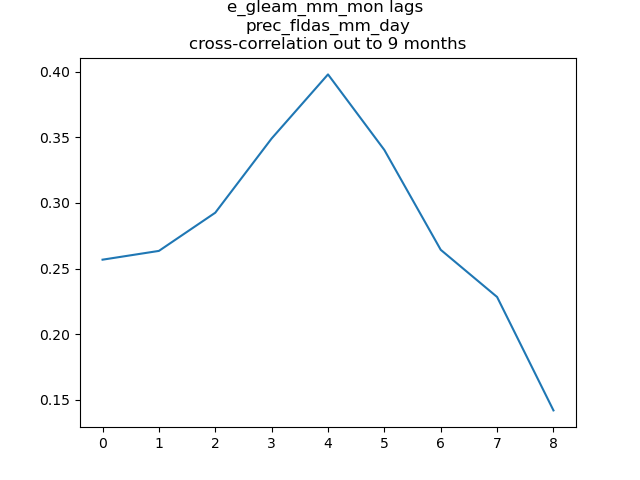 e_gleam_mm_mon lags
prec_fldas_mm_day
cross-correlation out to 9 months
0.40
0.35
0.30
0.25
0.20
0.15
0 1 2 3 4 5 6 7 8